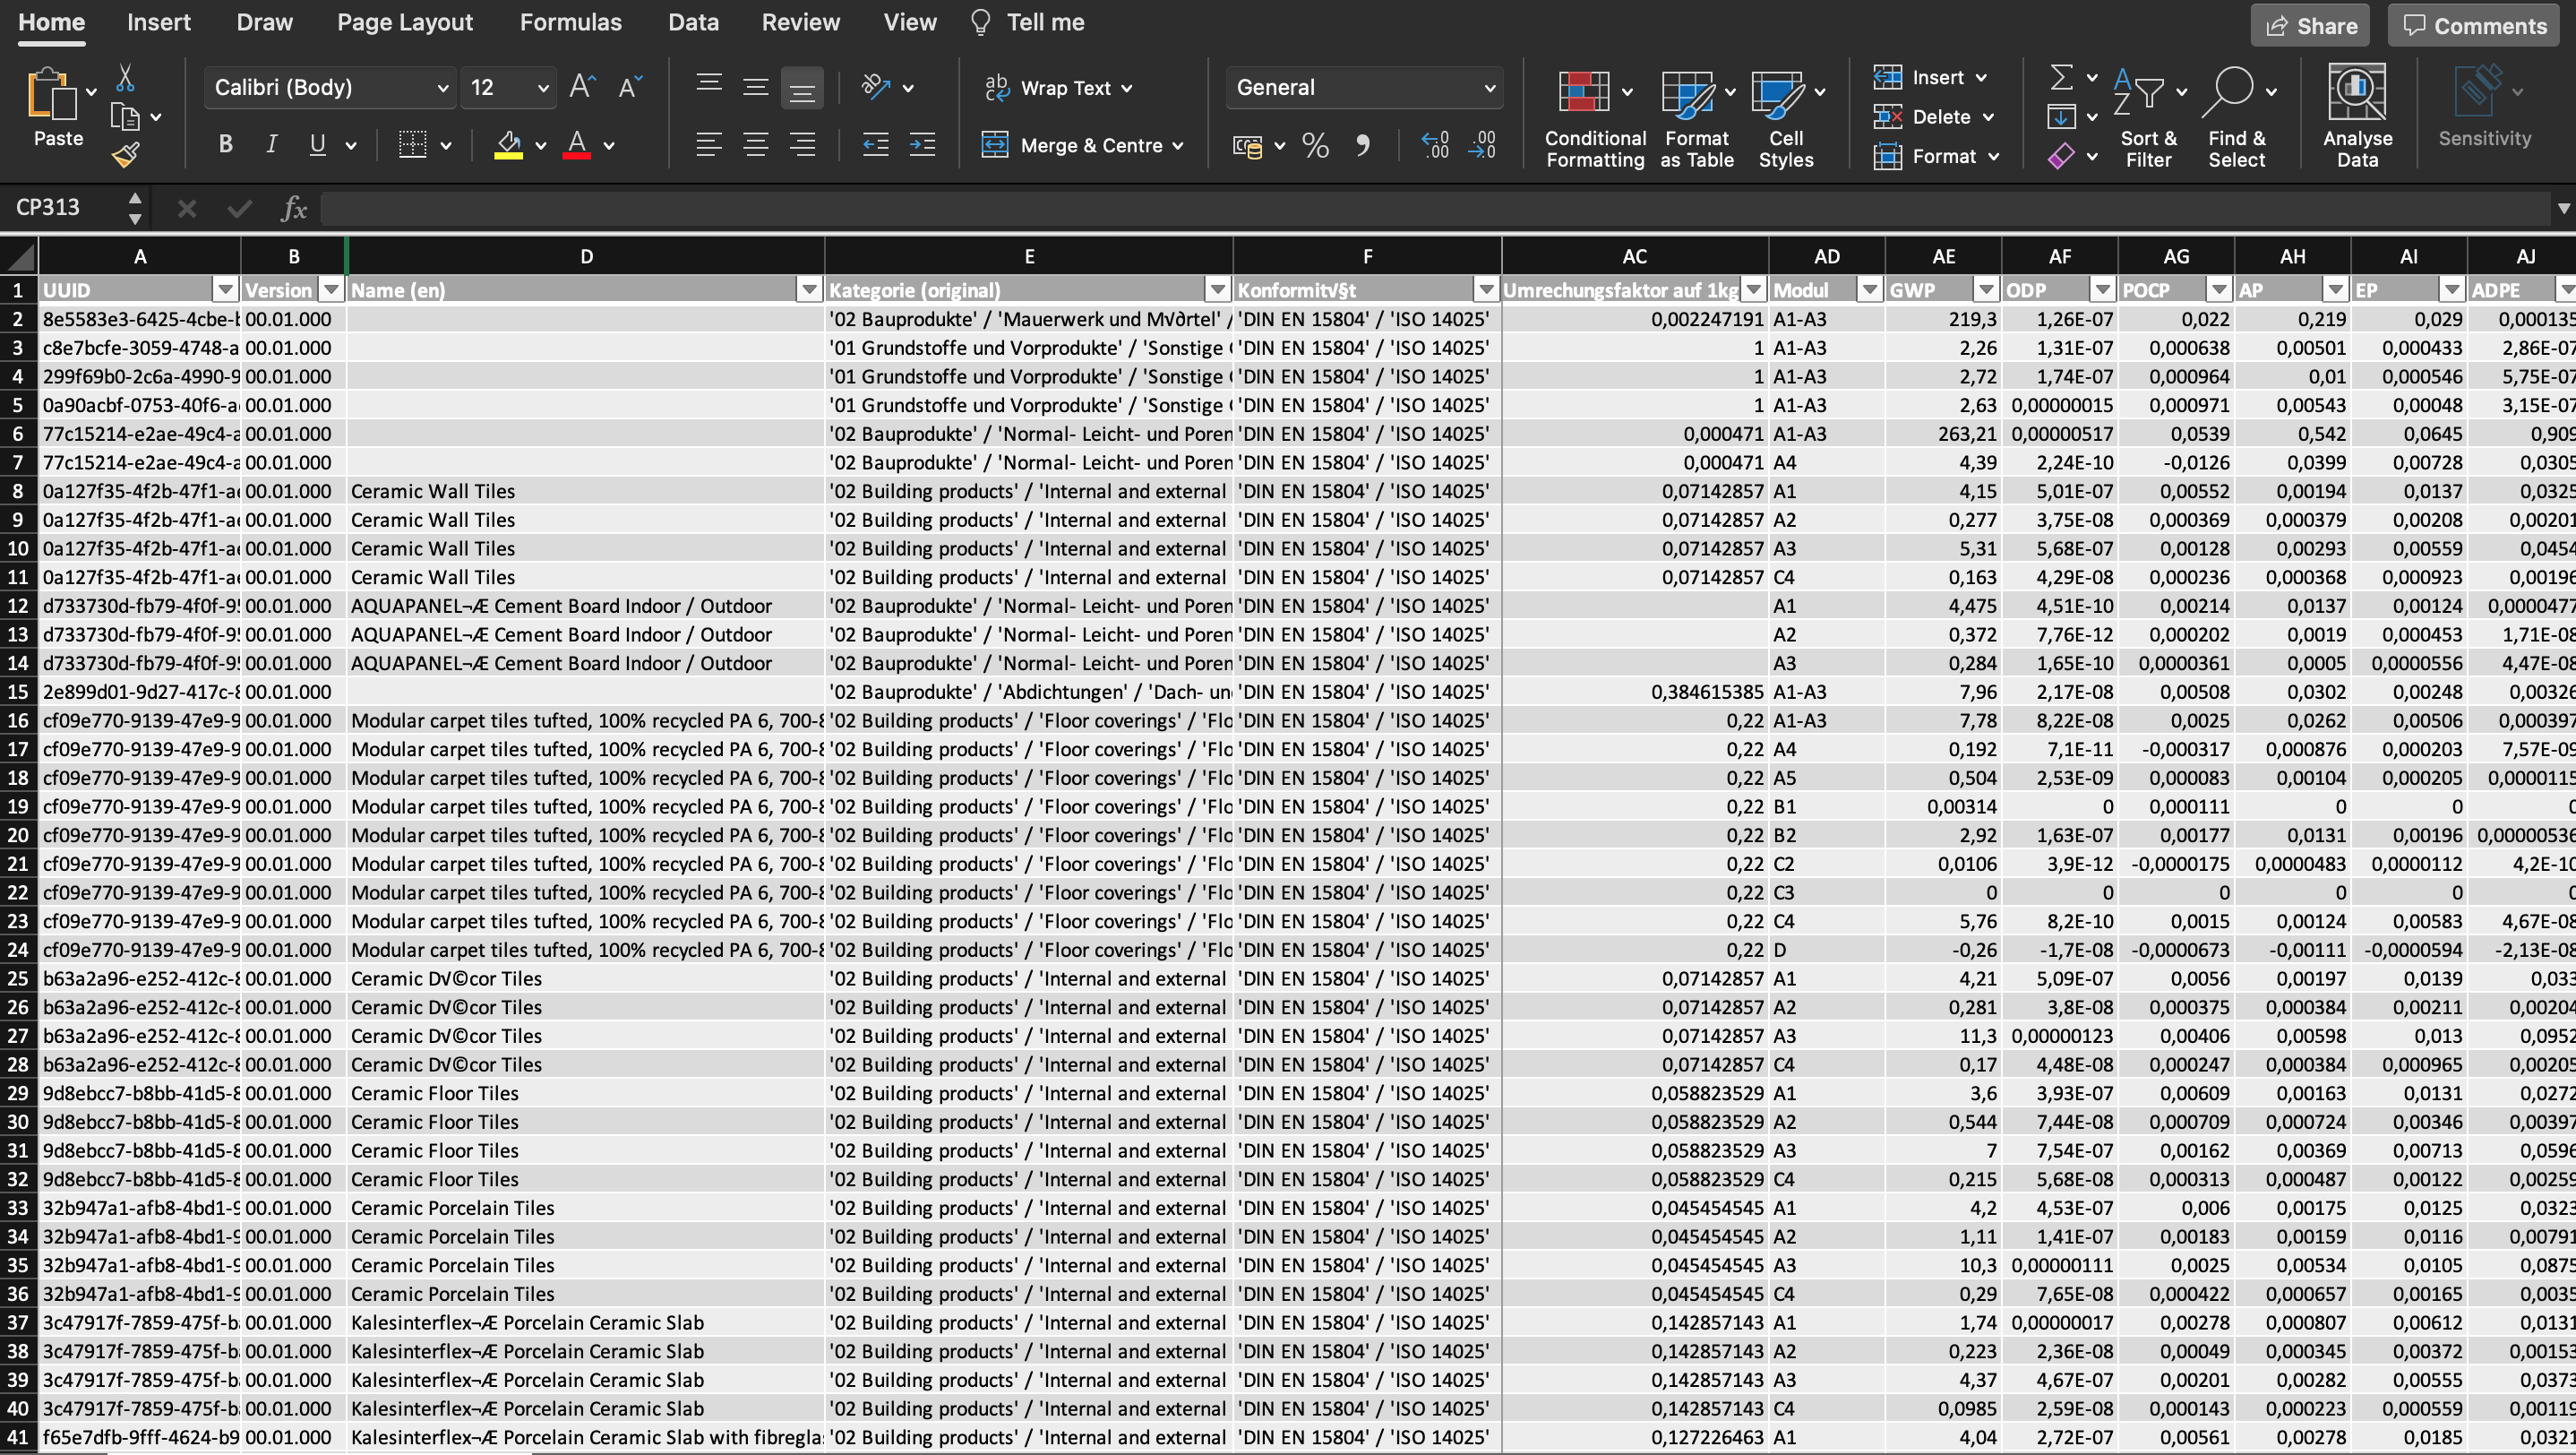 Home Insert Draw Page Layout Formulas Data Review View Tell me Share Comments
Paste Calibri (Body) 12 Wrap Text General Conditional Formatting Format as Table Cell Styles Insert Sort & Filter Find & Select Analyse Data Sensitivity
B I U Merge & Centre Delete
Format
CP313 fx
A B D E F AC AD AE AF AG AH AI AJ
1 UUID Version Name (en) Kategorie (original) Konformit√§t Umrechungsfaktor auf 1kg Modul GWP ODP POCP AP EP ADPE
2 8e5583e3-6425-4cbe- 00.01.000 '02 Bauprodukte' / 'Mauerwerk und M√∂rtel' / 'DIN EN 15804' / 'ISO 14025' 0,002247191 A1-A3 219,3 1,26E-07 0,022 0,219 0,029 0,000135
3 c8e7bcfe-3059-4748-a 00.01.000 '01 Grundstoffe und Vorprodukte' / 'Sonstige 'DIN EN 15804' / 'ISO 14025' 1 A1-A3 2,26 1,31E-07 0,000638 0,00501 0,000433 2,86E-07
4 299f69b0-2c6a-4990-9 00.01.000 '01 Grundstoffe und Vorprodukte' / 'Sonstige 'DIN EN 15804' / 'ISO 14025' 1 A1-A3 2,72 1,74E-07 0,000964 0,01 0,000546 5,75E-07
5 0a90acbf-0753-40f6-a 00.01.000 '01 Grundstoffe und Vorprodukte' / 'Sonstige 'DIN EN 15804' / 'ISO 14025' 1 A1-A3 2,63 0,00000015 0,000971 0,00543 0,00048 3,15E-07
6 77c15214-e2ae-49c4-a 00.01.000 '02 Bauprodukte' / 'Normal- Leicht- und Poren 'DIN EN 15804' / 'ISO 14025' 0,000471 A1-A3 263,21 0,00000517 0,0539 0,542 0,0645 0,909
7 77c15214-e2ae-49c4-a 00.01.000 '02 Bauprodukte' / 'Normal- Leicht- und Poren 'DIN EN 15804' / 'ISO 14025' 0,000471 A4 4,39 2,24E-10 -0,0126 0,0399 0,00728 0,0305
8 0a127f35-4f2b-47f1-a 00.01.000 Ceramic Wall Tiles '02 Building products' / 'Internal and external 'DIN EN 15804' / 'ISO 14025' 0,07142857 A1 4,15 5,01E-07 0,00552 0,00194 0,0137 0,0325
9 0a127f35-4f2b-47f1-a 00.01.000 Ceramic Wall Tiles '02 Building products' / 'Internal and external 'DIN EN 15804' / 'ISO 14025' 0,07142857 A2 0,277 3,75E-08 0,000369 0,000379 0,00208 0,00201
10 0a127f35-4f2b-47f1-a 00.01.000 Ceramic Wall Tiles '02 Building products' / 'Internal and external 'DIN EN 15804' / 'ISO 14025' 0,07142857 A3 5,31 5,68E-07 0,00128 0,00293 0,00559 0,0454
11 0a127f35-4f2b-47f1-a 00.01.000 Ceramic Wall Tiles '02 Building products' / 'Internal and external 'DIN EN 15804' / 'ISO 14025' 0,07142857 C4 0,163 4,29E-08 0,000236 0,000368 0,000923 0,00196
12 d733730d-fb79-4f0f-9 00.01.000 AQUAPANEL¬Æ Cement Board Indoor / Outdoor '02 Bauprodukte' / 'Normal- Leicht- und Poren 'DIN EN 15804' / 'ISO 14025' A1 4,475 4,51E-10 0,00214 0,0137 0,00124 0,0000477
13 d733730d-fb79-4f0f-9 00.01.000 AQUAPANEL¬Æ Cement Board Indoor / Outdoor '02 Bauprodukte' / 'Normal- Leicht- und Poren 'DIN EN 15804' / 'ISO 14025' A2 0,372 7,76E-12 0,000202 0,0019 0,000453 1,71E-08
14 d733730d-fb79-4f0f-9 00.01.000 AQUAPANEL¬Æ Cement Board Indoor / Outdoor '02 Bauprodukte' / 'Normal- Leicht- und Poren 'DIN EN 15804' / 'ISO 14025' A3 0,284 1,65E-10 0,0000361 0,0005 0,0000556 4,47E-08
15 2e899d01-9d27-417c- 00.01.000 '02 Bauprodukte' / 'Abdichtungen' / 'Dach- un 'DIN EN 15804' / 'ISO 14025' 0,384615385 A1-A3 7,96 2,17E-08 0,00508 0,0302 0,00248 0,00326
16 cf09e770-9139-47e9-9 00.01.000 Modular carpet tiles tufted, 100% recycled PA 6, 700- '02 Building products' / 'Floor coverings' / 'Flo 'DIN EN 15804' / 'ISO 14025' 0,22 A1-A3 7,78 8,22E-08 0,0025 0,0262 0,00506 0,000397
17 cf09e770-9139-47e9-9 00.01.000 Modular carpet tiles tufted, 100% recycled PA 6, 700- '02 Building products' / 'Floor coverings' / 'Flo 'DIN EN 15804' / 'ISO 14025' 0,22 A4 0,192 7,1E-11 -0,000317 0,000876 0,000203 7,57E-09
18 cf09e770-9139-47e9-9 00.01.000 Modular carpet tiles tufted, 100% recycled PA 6, 700- '02 Building products' / 'Floor coverings' / 'Flo 'DIN EN 15804' / 'ISO 14025' 0,22 A5 0,504 2,53E-09 0,000083 0,00104 0,000205 0,0000115
19 cf09e770-9139-47e9-9 00.01.000 Modular carpet tiles tufted, 100% recycled PA 6, 700- '02 Building products' / 'Floor coverings' / 'Flo 'DIN EN 15804' / 'ISO 14025' 0,22 B1 0,00314 0 0,000111 0 0 0
20 cf09e770-9139-47e9-9 00.01.000 Modular carpet tiles tufted, 100% recycled PA 6, 700- '02 Building products' / 'Floor coverings' / 'Flo 'DIN EN 15804' / 'ISO 14025' 0,22 B2 2,92 1,63E-07 0,00177 0,0131 0,00196 0,00000536
21 cf09e770-9139-47e9-9 00.01.000 Modular carpet tiles tufted, 100% recycled PA 6, 700- '02 Building products' / 'Floor coverings' / 'Flo 'DIN EN 15804' / 'ISO 14025' 0,22 C2 0,0106 3,9E-12 -0,0000175 0,0000483 0,0000112 4,2E-10
22 cf09e770-9139-47e9-9 00.01.000 Modular carpet tiles tufted, 100% recycled PA 6, 700- '02 Building products' / 'Floor coverings' / 'Flo 'DIN EN 15804' / 'ISO 14025' 0,22 C3 0 0 0 0 0 0
23 cf09e770-9139-47e9-9 00.01.000 Modular carpet tiles tufted, 100% recycled PA 6, 700- '02 Building products' / 'Floor coverings' / 'Flo 'DIN EN 15804' / 'ISO 14025' 0,22 C4 5,76 8,2E-10 0,0015 0,00124 0,00583 4,67E-08
24 cf09e770-9139-47e9-9 00.01.000 Modular carpet tiles tufted, 100% recycled PA 6, 700- '02 Building products' / 'Floor coverings' / 'Flo 'DIN EN 15804' / 'ISO 14025' 0,22 D -0,26 -1,7E-08 -0,0000673 -0,00111 -0,0000594 -2,13E-08
25 b63a2a96-e252-412c- 00.01.000 Ceramic D√©cor Tiles '02 Building products' / 'Internal and external 'DIN EN 15804' / 'ISO 14025' 0,07142857 A1 4,21 5,09E-07 0,0056 0,00197 0,0139 0,033
26 b63a2a96-e252-412c- 00.01.000 Ceramic D√©cor Tiles '02 Building products' / 'Internal and external 'DIN EN 15804' / 'ISO 14025' 0,07142857 A2 0,281 3,8E-08 0,000375 0,000384 0,00211 0,00204
27 b63a2a96-e252-412c- 00.01.000 Ceramic D√©cor Tiles '02 Building products' / 'Internal and external 'DIN EN 15804' / 'ISO 14025' 0,07142857 A3 11,3 0,00000123 0,00406 0,00598 0,013 0,0952
28 b63a2a96-e252-412c- 00.01.000 Ceramic D√©cor Tiles '02 Building products' / 'Internal and external 'DIN EN 15804' / 'ISO 14025' 0,07142857 C4 0,17 4,48E-08 0,000247 0,000384 0,000965 0,00205
29 9d8ebcc7-b8bb-41d5- 00.01.000 Ceramic Floor Tiles '02 Building products' / 'Internal and external 'DIN EN 15804' / 'ISO 14025' 0,058823529 A1 3,6 3,93E-07 0,00609 0,00163 0,0131 0,0272
30 9d8ebcc7-b8bb-41d5- 00.01.000 Ceramic Floor Tiles '02 Building products' / 'Internal and external 'DIN EN 15804' / 'ISO 14025' 0,058823529 A2 0,544 7,44E-08 0,000709 0,000724 0,00346 0,00397
31 9d8ebcc7-b8bb-41d5- 00.01.000 Ceramic Floor Tiles '02 Building products' / 'Internal and external 'DIN EN 15804' / 'ISO 14025' 0,058823529 A3 7 7,54E-07 0,00162 0,00369 0,00713 0,0596
32 9d8ebcc7-b8bb-41d5- 00.01.000 Ceramic Floor Tiles '02 Building products' / 'Internal and external 'DIN EN 15804' / 'ISO 14025' 0,058823529 C4 0,215 5,68E-08 0,000313 0,000487 0,00122 0,00259
33 32b947a1-afb8-4bd1-9 00.01.000 Ceramic Porcelain Tiles '02 Building products' / 'Internal and external 'DIN EN 15804' / 'ISO 14025' 0,045454545 A1 4,2 4,53E-07 0,006 0,00175 0,0125 0,0323
34 32b947a1-afb8-4bd1-9 00.01.000 Ceramic Porcelain Tiles '02 Building products' / 'Internal and external 'DIN EN 15804' / 'ISO 14025' 0,045454545 A2 1,11 1,41E-07 0,00183 0,00159 0,0116 0,00791
35 32b947a1-afb8-4bd1-9 00.01.000 Ceramic Porcelain Tiles '02 Building products' / 'Internal and external 'DIN EN 15804' / 'ISO 14025' 0,045454545 A3 10,3 0,00000111 0,0025 0,00534 0,0105 0,0875
36 32b947a1-afb8-4bd1-9 00.01.000 Ceramic Porcelain Tiles '02 Building products' / 'Internal and external 'DIN EN 15804' / 'ISO 14025' 0,045454545 C4 0,29 7,65E-08 0,000422 0,000657 0,00165 0,0035
37 3c47917f-7859-475f-b 00.01.000 Kalesinterflex¬Æ Porcelain Ceramic Slab '02 Building products' / 'Internal and external 'DIN EN 15804' / 'ISO 14025' 0,142857143 A1 1,74 0,00000017 0,00278 0,000807 0,00612 0,0131
38 3c47917f-7859-475f-b 00.01.000 Kalesinterflex¬Æ Porcelain Ceramic Slab '02 Building products' / 'Internal and external 'DIN EN 15804' / 'ISO 14025' 0,142857143 A2 0,223 2,36E-08 0,00049 0,000345 0,00372 0,00153
39 3c47917f-7859-475f-b 00.01.000 Kalesinterflex¬Æ Porcelain Ceramic Slab '02 Building products' / 'Internal and external 'DIN EN 15804' / 'ISO 14025' 0,142857143 A3 4,37 4,67E-07 0,00201 0,00282 0,00555 0,0373
40 3c47917f-7859-475f-b 00.01.000 Kalesinterflex¬Æ Porcelain Ceramic Slab '02 Building products' / 'Internal and external 'DIN EN 15804' / 'ISO 14025' 0,142857143 C4 0,0985 2,59E-08 0,000143 0,000223 0,000559 0,00119
41 f65e7dfb-9fff-4624-b9 00.01.000 Kalesinterflex¬Æ Porcelain Ceramic Slab with fibregla '02 Building products' / 'Internal and external 'DIN EN 15804' / 'ISO 14025' 0,127226463 A1 4,04 2,72E-07 0,00561 0,00278 0,0185 0,0321